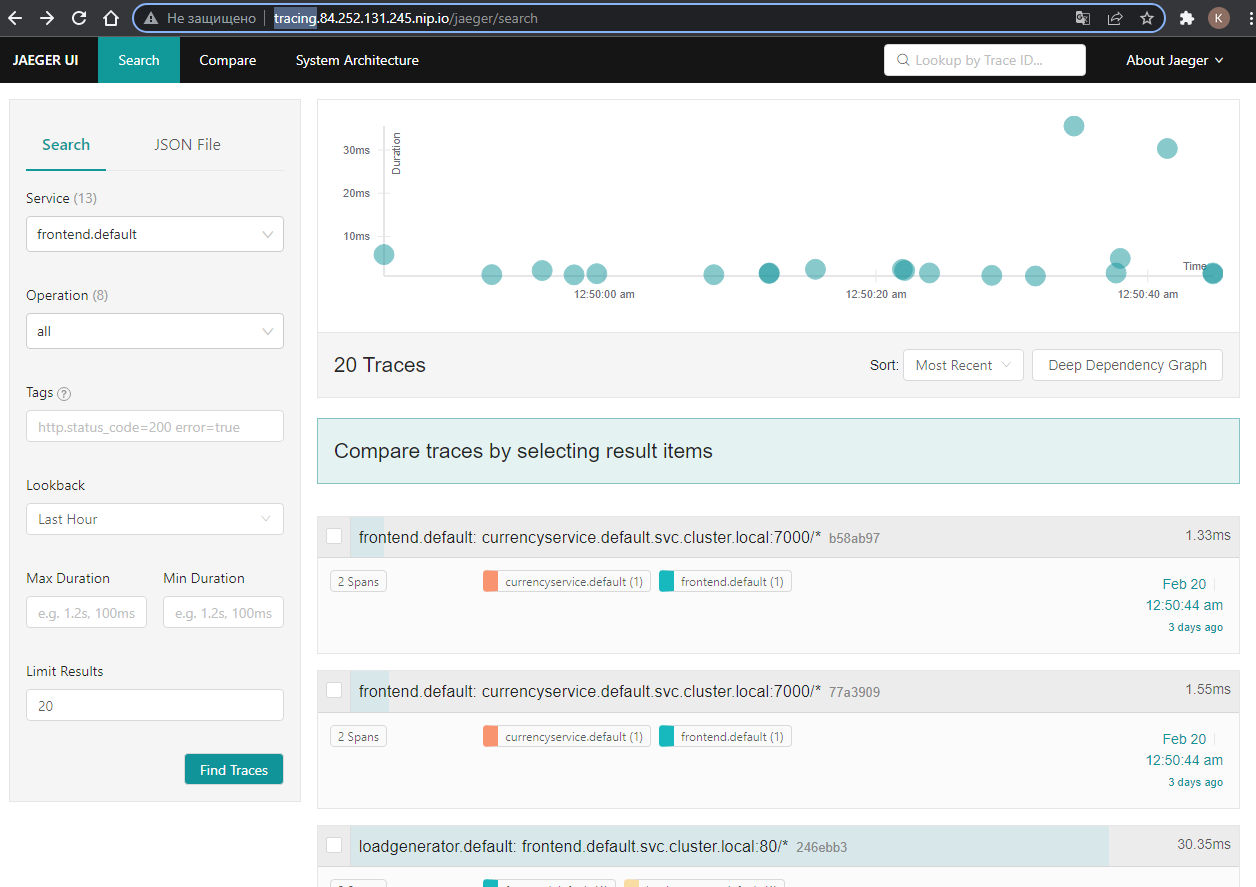 Не защищено tracing.84.252.131.245.nip.io/jaeger/search K
JAEGER UI Search Compare System Architecture Lookup by Trace ID... About Jaeger
Search JSON File
Service (13)
frontend.default
Operation (8)
all
Tags ?
http.status_code=200 error=true
Lookback
Last Hour
Max Duration Min Duration
e.g. 1.2s, 100ms e.g. 1.2s, 100ms
Limit Results
20
Find Traces
Duration
30ms
20ms
10ms
Time
12:50:00 am 12:50:20 am 12:50:40 am
20 Traces Sort: Most Recent Deep Dependency Graph
Compare traces by selecting result items
frontend.default: currencyservice.default.svc.cluster.local:7000/* b58ab97 1.33ms
2 Spans currencyservice.default (1) frontend.default (1) Feb 20
12:50:44 am
3 days ago
frontend.default: currencyservice.default.svc.cluster.local:7000/* 77a3909 1.55ms
2 Spans currencyservice.default (1) frontend.default (1) Feb 20
12:50:44 am
3 days ago
loadgenerator.default: frontend.default.svc.cluster.local:80/* 246ebb3 30.35ms